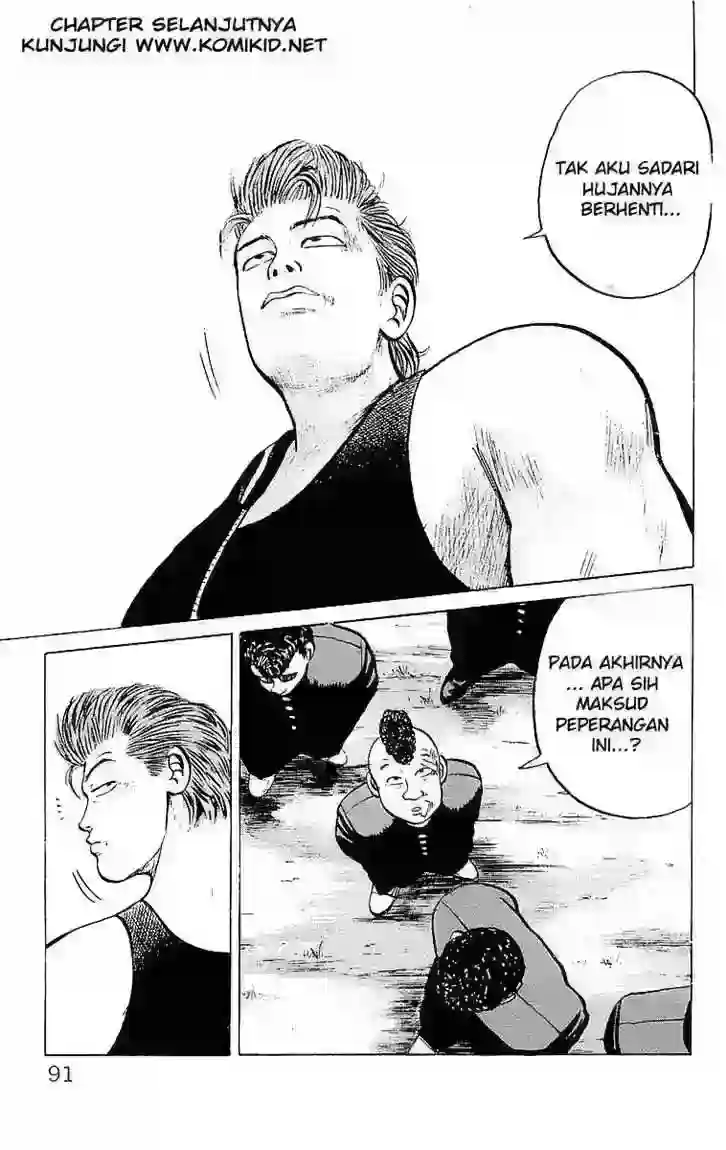 CHAPTER SELANJUTNYA
KUNJUNGI WWW.KOMIKID.NET
TAK AKU SADARI
HUJANNYA
BERHENTI...
PADA AKHIRNYA
... APA SIH
MAKSUD
PEPERANGAN
INI...?
91